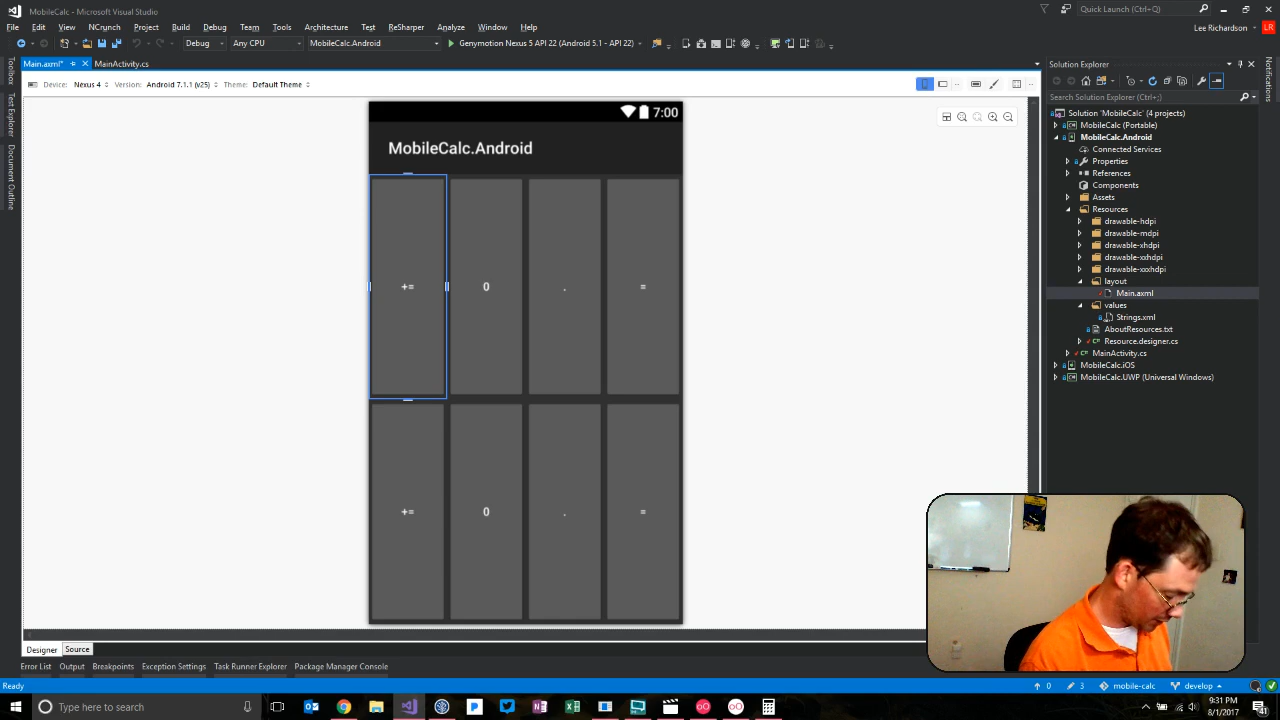 MobileCalc - Microsoft Visual Studio
Quick Launch (Ctrl+;)
File Edit View NCrunch Project Build Debug Team Tools Architecture Test ReSharper Analyze Window Help
Lee Richardson LR
Debug Any CPU MobileCalc.Android Genymotion Nexus 5 API 22 (Android 5.1 - API 22)
Main.axml* MainActivity.cs
Solution Explorer
Toolbox
Test Explorer
Document Outline
Notifications
Device: Nexus 4 Version: Android 7.1.1 (v25) Theme: Default Theme
Search Solution Explorer (Ctrl+;)
7:00
MobileCalc.Android
+= 0 . =
+= 0 . =
Solution 'MobileCalc' (4 projects)
MobileCalc (Portable)
MobileCalc.Android
Connected Services
Properties
References
Components
Assets
Resources
drawable-hdpi
drawable-mdpi
drawable-xhdpi
drawable-xxhdpi
drawable-xxxhdpi
layout
Main.axml
values
Strings.xml
AboutResources.txt
Resource.designer.cs
MainActivity.cs
MobileCalc.iOS
MobileCalc.UWP (Universal Windows)
Designer Source
Error List Output Breakpoints Exception Settings Task Runner Explorer Package Manager Console
Ready
0 3 mobile-calc develop
Type here to search
9:31 PM
8/1/2017